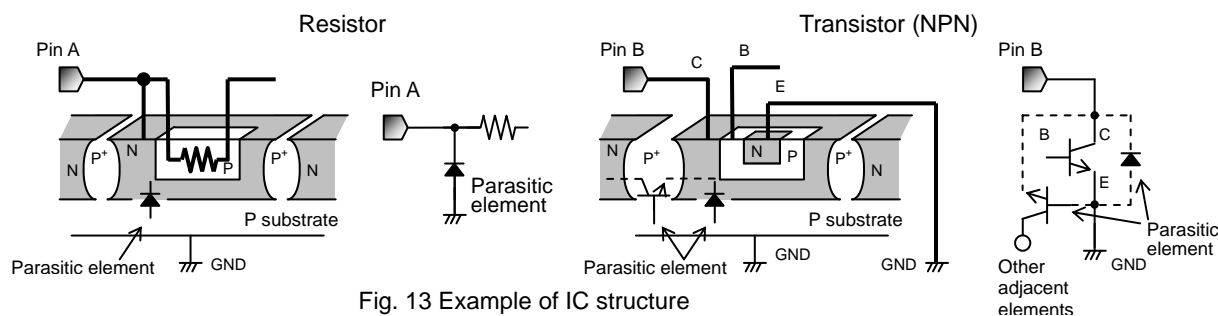 Resistor
Pin A
N
P+
N
P
P+
N
P substrate
Parasitic element
GND
Pin A
Parasitic
element
Transistor (NPN)
Pin B
C
B
E
N
P+
N
P
P+
N
P substrate
Parasitic element
GND
GND
Pin B
B
C
E
Parasitic
element
GND
Other
adjacent
elements
Fig. 13 Example of IC structure